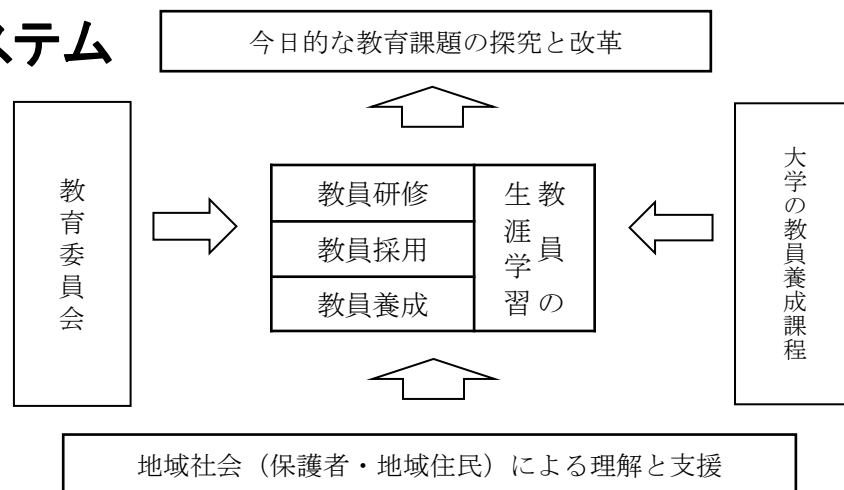 ステム
今日的な教育課題の探究と改革
教育委員会
教員研修
教員採用
教員養成
教員の
生涯学習
大学の教員養成課程
地域社会（保護者・地域住民）による理解と支援